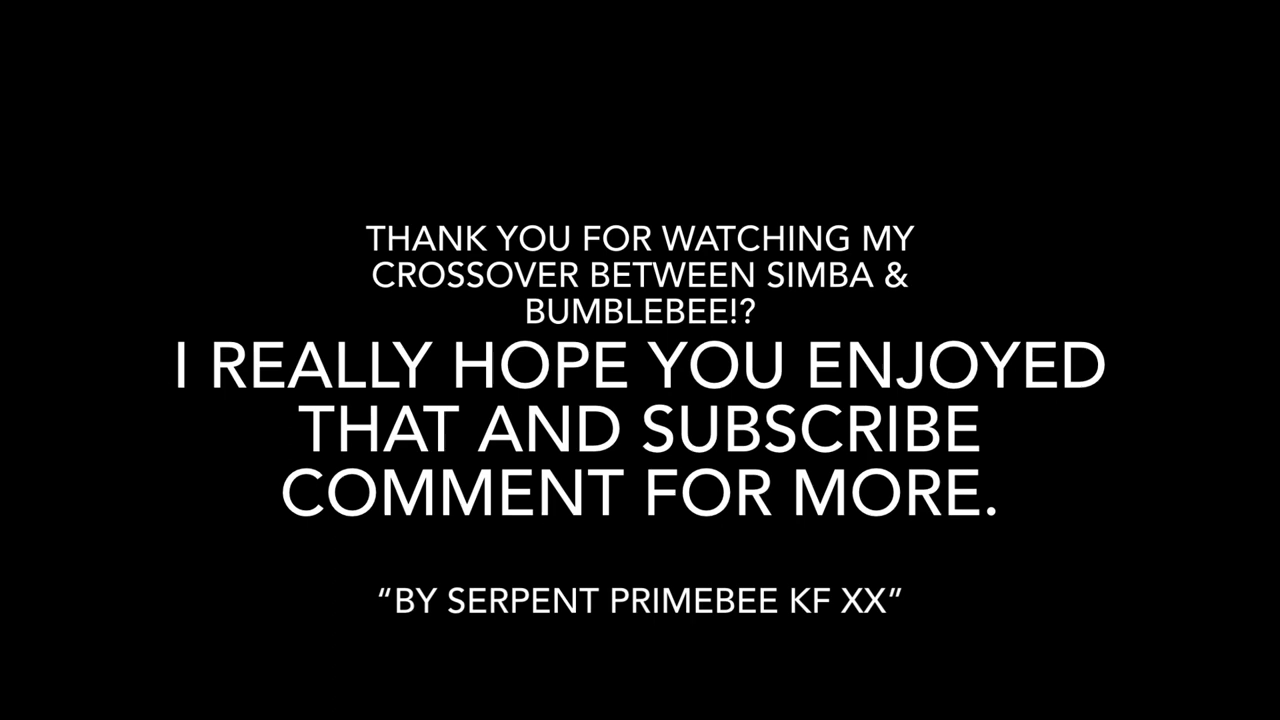 THANK YOU FOR WATCHING MY
CROSSOVER BETWEEN SIMBA &
BUMBLEBEE!?
I REALLY HOPE YOU ENJOYED
THAT AND SUBSCRIBE
COMMENT FOR MORE.
“BY SERPENT PRIMEBEE KF XX”